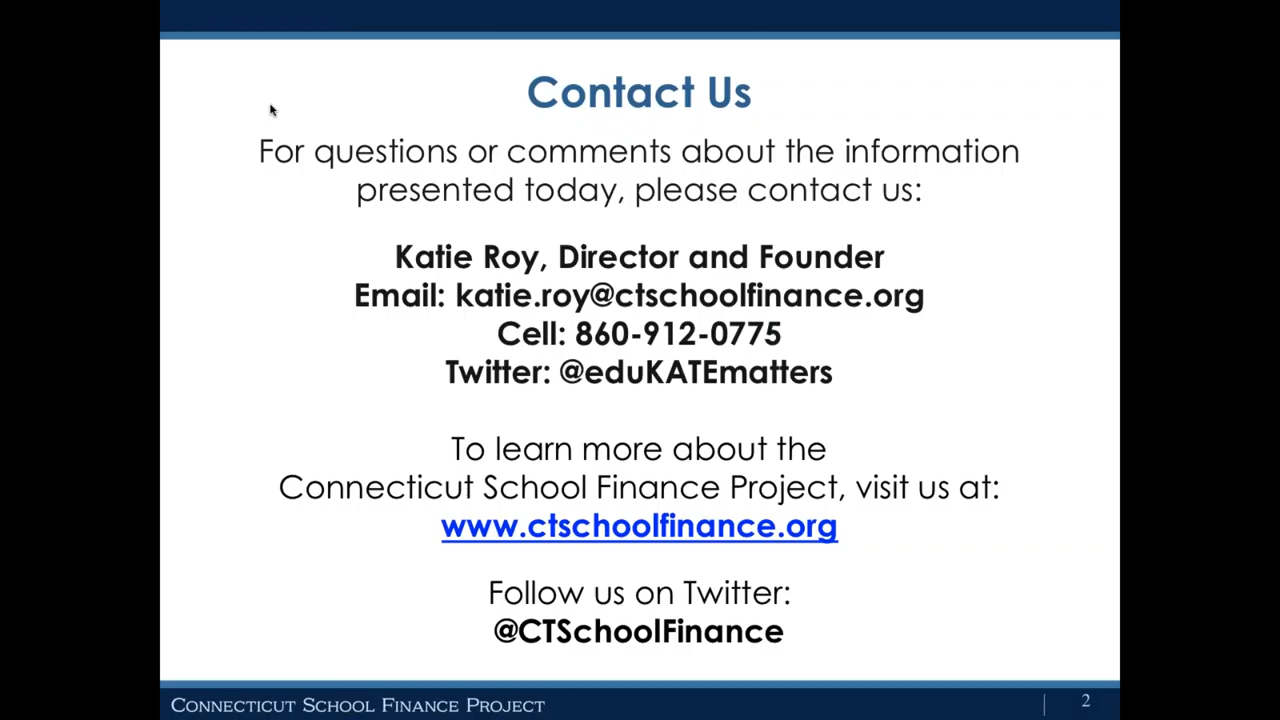 Contact Us
For questions or comments about the information
presented today, please contact us:
Katie Roy, Director and Founder
Email: katie.roy@ctschoolfinance.org
Cell: 860-912-0775
Twitter: @eduKATEmatters
To learn more about the
Connecticut School Finance Project, visit us at:
www.ctschoolfinance.org
Follow us on Twitter:
@CTSchoolFinance
CONNECTICUT SCHOOL FINANCE PROJECT
2